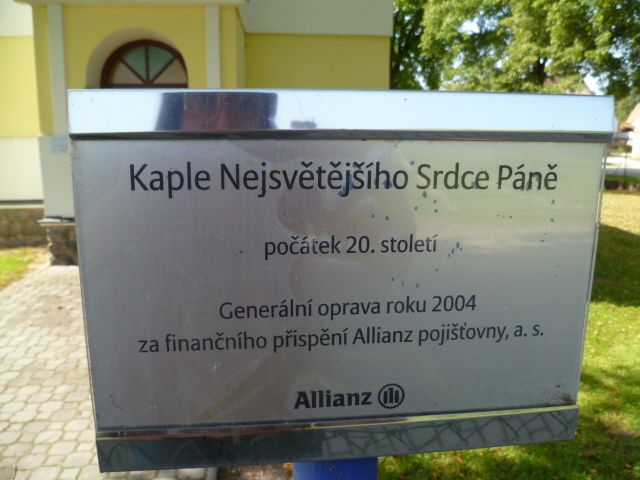 Kaple Nejsvětějšího Srdce Páně
počátek 20. století
Generální oprava roku 2004
za finančního přispění Allianz pojišťovny, a. s.
Allianz